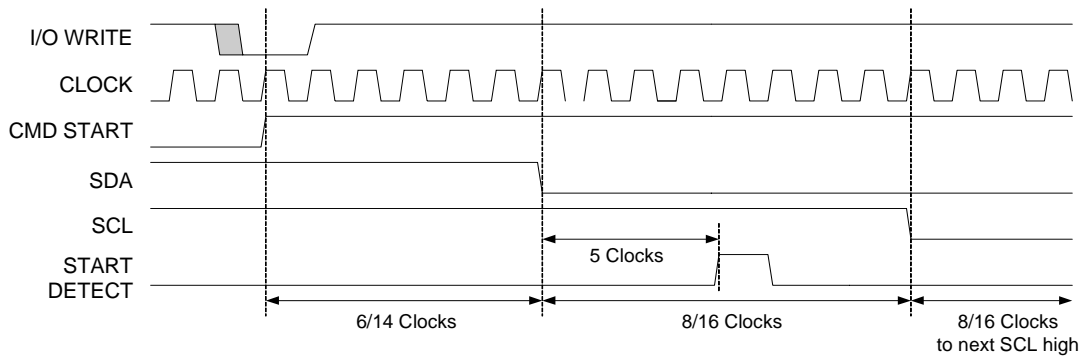 I/O WRITE
CLOCK
CMD START
SDA
SCL
5 Clocks
START
DETECT
6/14 Clocks
8/16 Clocks
8/16 Clocks
to next SCL high